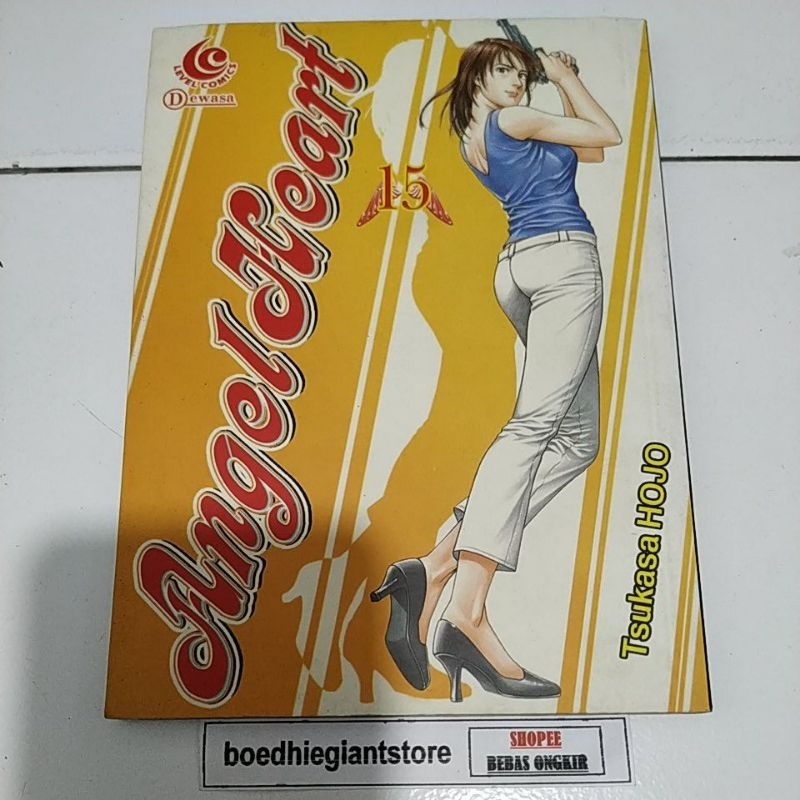 LEVEL COMICS
Dewasa
Angel Heart
15
Tsukasa HOJO
boedhiegiantstore
SHOPEE
BEBAS ONGKIR